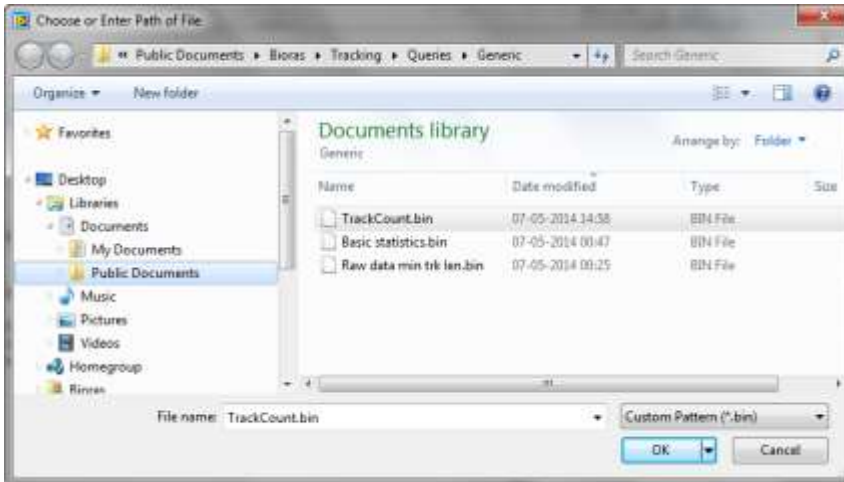 Choose or Enter Path of File
« Public Documents ▸ Bioras ▸ Tracking ▸ Queries ▸ Generic
Search Generic
Organize New folder
Favorites
Desktop
Libraries
Documents
My Documents
Public Documents
Music
Pictures
Videos
Homegroup
Bioras
Documents library
Generic
Arrange by: Folder
Name Date modified Type Size
TrackCount.bin 07-05-2014 14:58 BIN File
Basic statistics.bin 07-05-2014 BIN File
Raw data min trk len.bin 07-05-2014 BIN File
File name: TrackCount.bin
Custom Pattern (*.bin)
OK Cancel